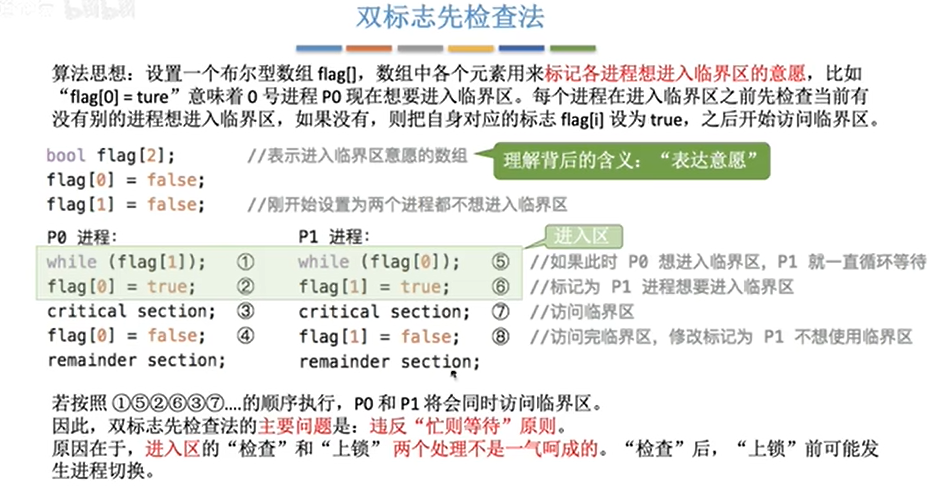 双标志先检查法
算法思想：设置一个布尔型数组 flag[]，数组中各个元素用来标记各进程想进入临界区的意愿，比如
“flag[0] = ture”意味着 0 号进程 P0 现在想要进入临界区。每个进程在进入临界区之前先检查当前有
没有别的进程想进入临界区，如果没有，则把自身对应的标志 flag[i] 设为 true，之后开始访问临界区。
bool flag[2]; //表示进入临界区意愿的数组 理解背后的含义：“表达意愿”
flag[0] = false;
flag[1] = false; //刚开始设置为两个进程都不想进入临界区
P0 进程： P1 进程： 进入区
while (flag[1]); ① while (flag[0]); ⑤ //如果此时 P0 想进入临界区，P1 就一直循环等待
flag[0] = true; ② flag[1] = true; ⑥ //标记为 P1 进程想要进入临界区
critical section; ③ critical section; ⑦ //访问临界区
flag[0] = false; ④ flag[1] = false; ⑧ //访问完临界区，修改标记为 P1 不想使用临界区
remainder section; remainder section;
若按照 ①⑤②⑥③⑦....的顺序执行，P0 和 P1 将会同时访问临界区。
因此，双标志先检查法的主要问题是：违反“忙则等待”原则。
原因在于，进入区的“检查”和“上锁” 两个处理不是一气呵成的。“检查”后，“上锁”前可能发
生进程切换。